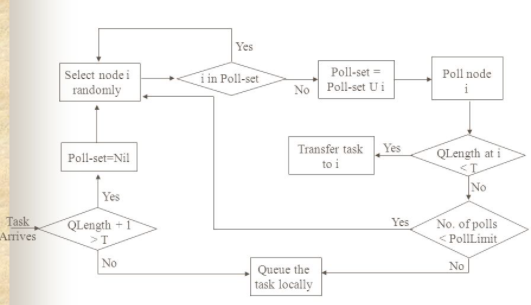 Yes
Select node i
randomly
i in Poll-set
No
Poll-set =
Poll-set U i
Poll node
i
Transfer task
to i
Yes
QLength at i
< T
No
Poll-set=Nil
Yes
Task
Arrives
QLength + 1
> T
No
Yes
No. of polls
< PollLimit
No
Queue the
task locally